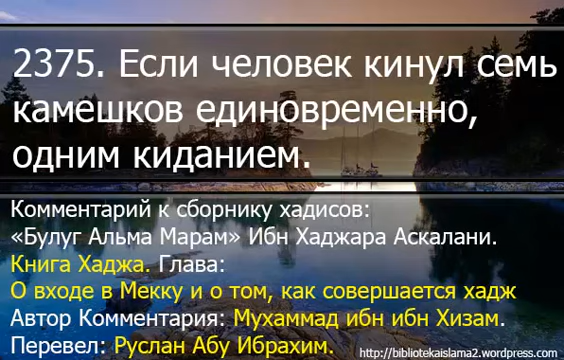 2375. Если человек кинул семь
камешков единовременно,
одним киданием.
Комментарий к сборнику хадисов:
«Булуг Альма Марам» Ибн Хаджара Аскалани.
Книга Хаджа. Глава:
О входе в Мекку и о том, как совершается хадж
Автор Комментария: Мухаммад ибн ибн Хизам.
Перевел: Руслан Абу Ибрахим.
http://bibliotekaislama2.wordpress.com